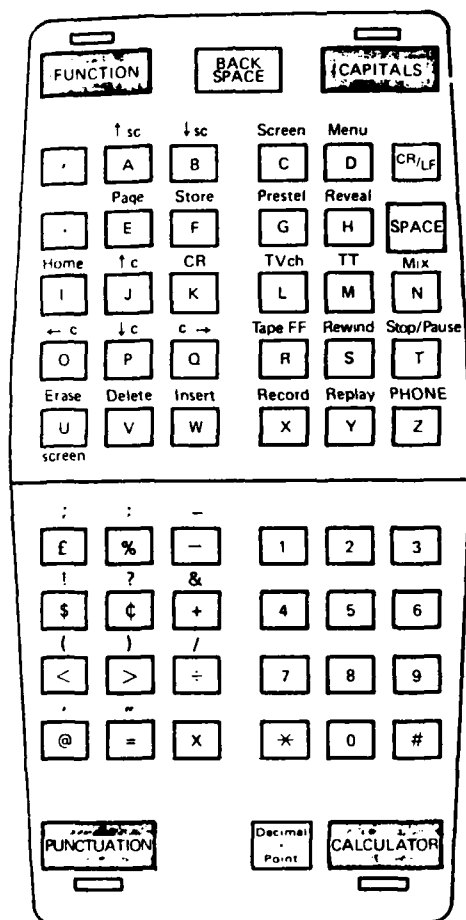 FUNCTION BACK SPACE CAPITALS
↑ sc ↓ sc Screen Menu
, A B C D CR/LF
Page Store Prestel Reveal
. E F G H SPACE
Home ↑ c CR TVch TT Mix
I J K L M N
← c ↓ c c → Tape FF Rewind Stop/Pause
O P Q R S T
Erase Delete Insert Record Replay PHONE
U V W X Y Z
screen
; : –
£ % — 1 2 3
! ? &
$ ¢ + 4 5 6
( ) /
< > ÷ 7 8 9
' "
@ = X * 0 #
PUNCTUATION Decimal · Point CALCULATOR